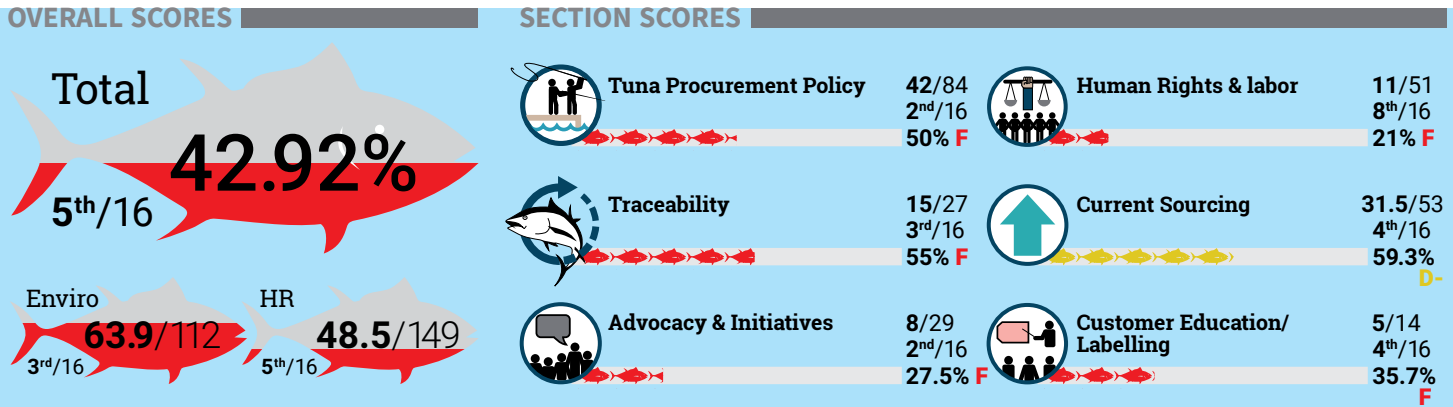 OVERALL SCORES
Total
42.92%
5th/16
Enviro
63.9/112
3rd/16
HR
48.5/149
5th/16
SECTION SCORES
Tuna Procurement Policy
42/84
2nd/16
50% F
Human Rights & labor
11/51
8th/16
21% F
Traceability
15/27
3rd/16
55% F
Current Sourcing
31.5/53
4th/16
59.3%
D-
Advocacy & Initiatives
8/29
2nd/16
27.5% F
Customer Education/
Labelling
5/14
4th/16
35.7%
F